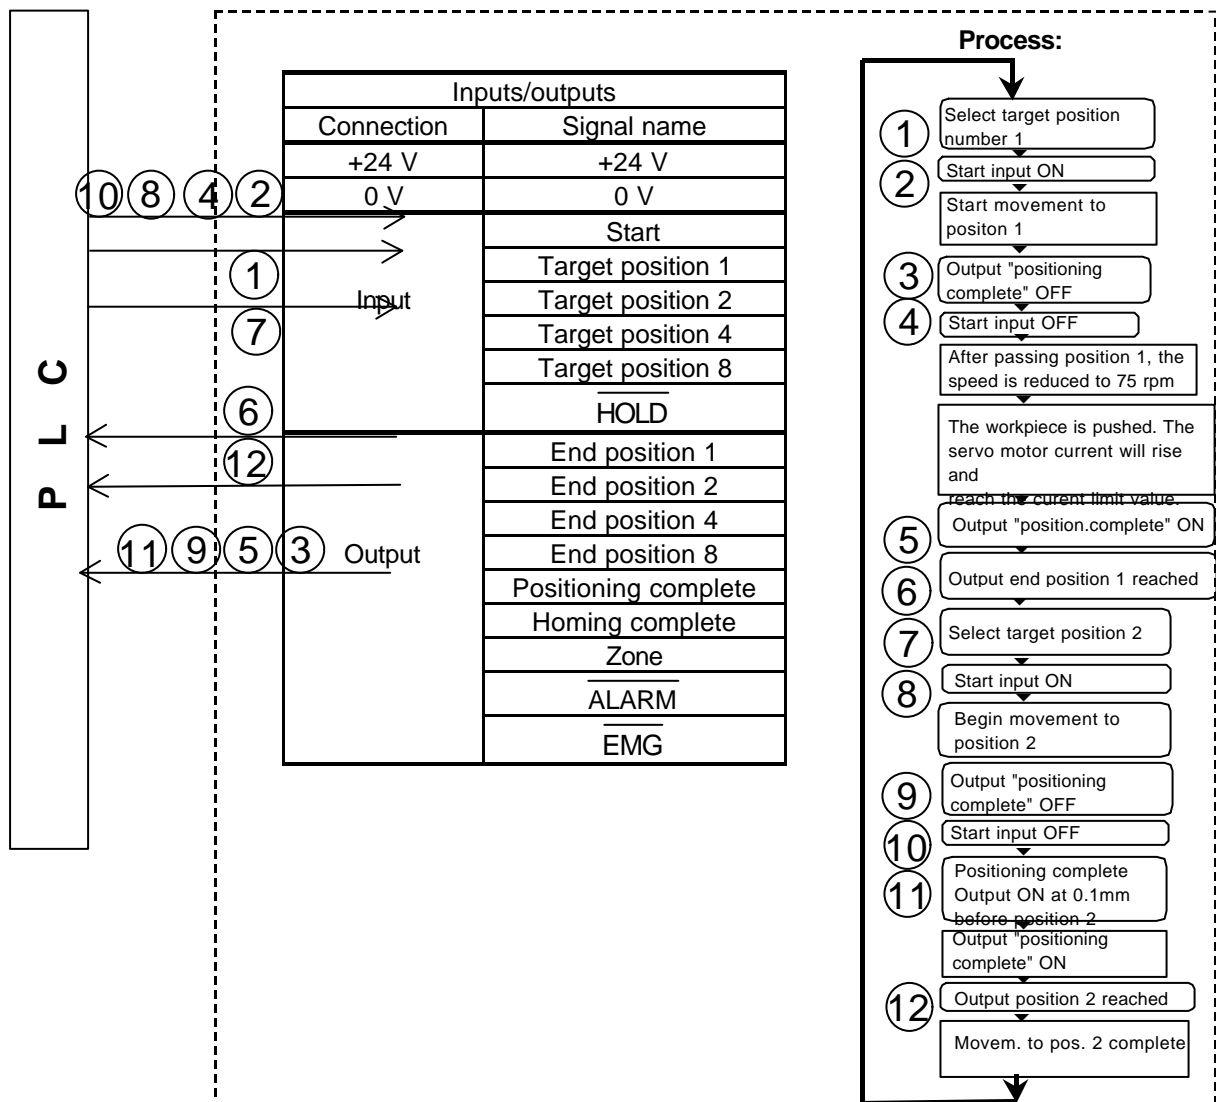 Process:
Inputs/outputs
Connection Signal name
+24 V +24 V
0 V 0 V
Start
Target position 1
Input Target position 2
Target position 4
Target position 8
HOLD
End position 1
End position 2
End position 4
Output End position 8
Positioning complete
Homing complete
Zone
ALARM
EMG
P L C
10 8 4 2
1
7
6
12
11 9 5 3
1 Select target position
number 1
2 Start input ON
Start movement to
positon 1
3 Output "positioning
complete" OFF
4 Start input OFF
After passing position 1, the
speed is reduced to 75 rpm
The workpiece is pushed. The
servo motor current will rise
and
reach the curent limit value.
5 Output "position.complete" ON
6 Output end position 1 reached
7 Select target position 2
8 Start input ON
Begin movement to
position 2
9 Output "positioning
complete" OFF
10 Start input OFF
11 Positioning complete
Output ON at 0.1mm
before position 2
Output "positioning
complete" ON
12 Output position 2 reached
Movem. to pos. 2 complete